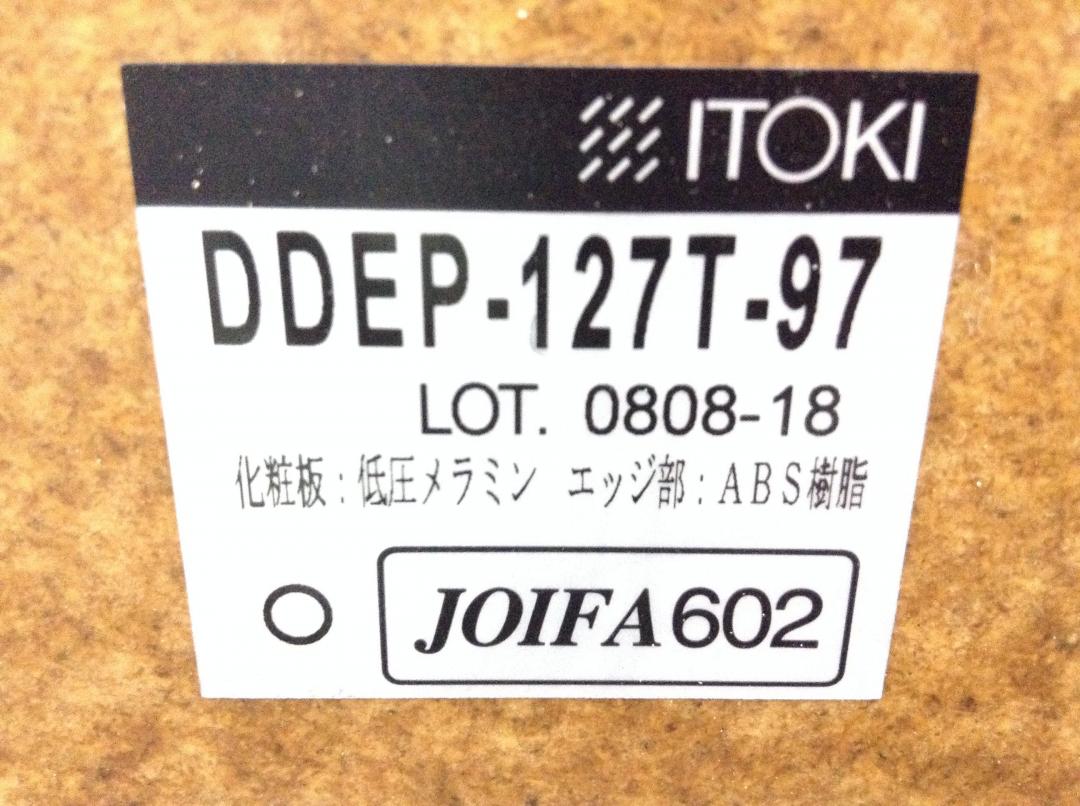 ITOKI
DDEP-127T-97
LOT. 0808-18
化粧板：低圧メラミン　エッジ部：ＡＢＳ樹脂
○ JOIFA602